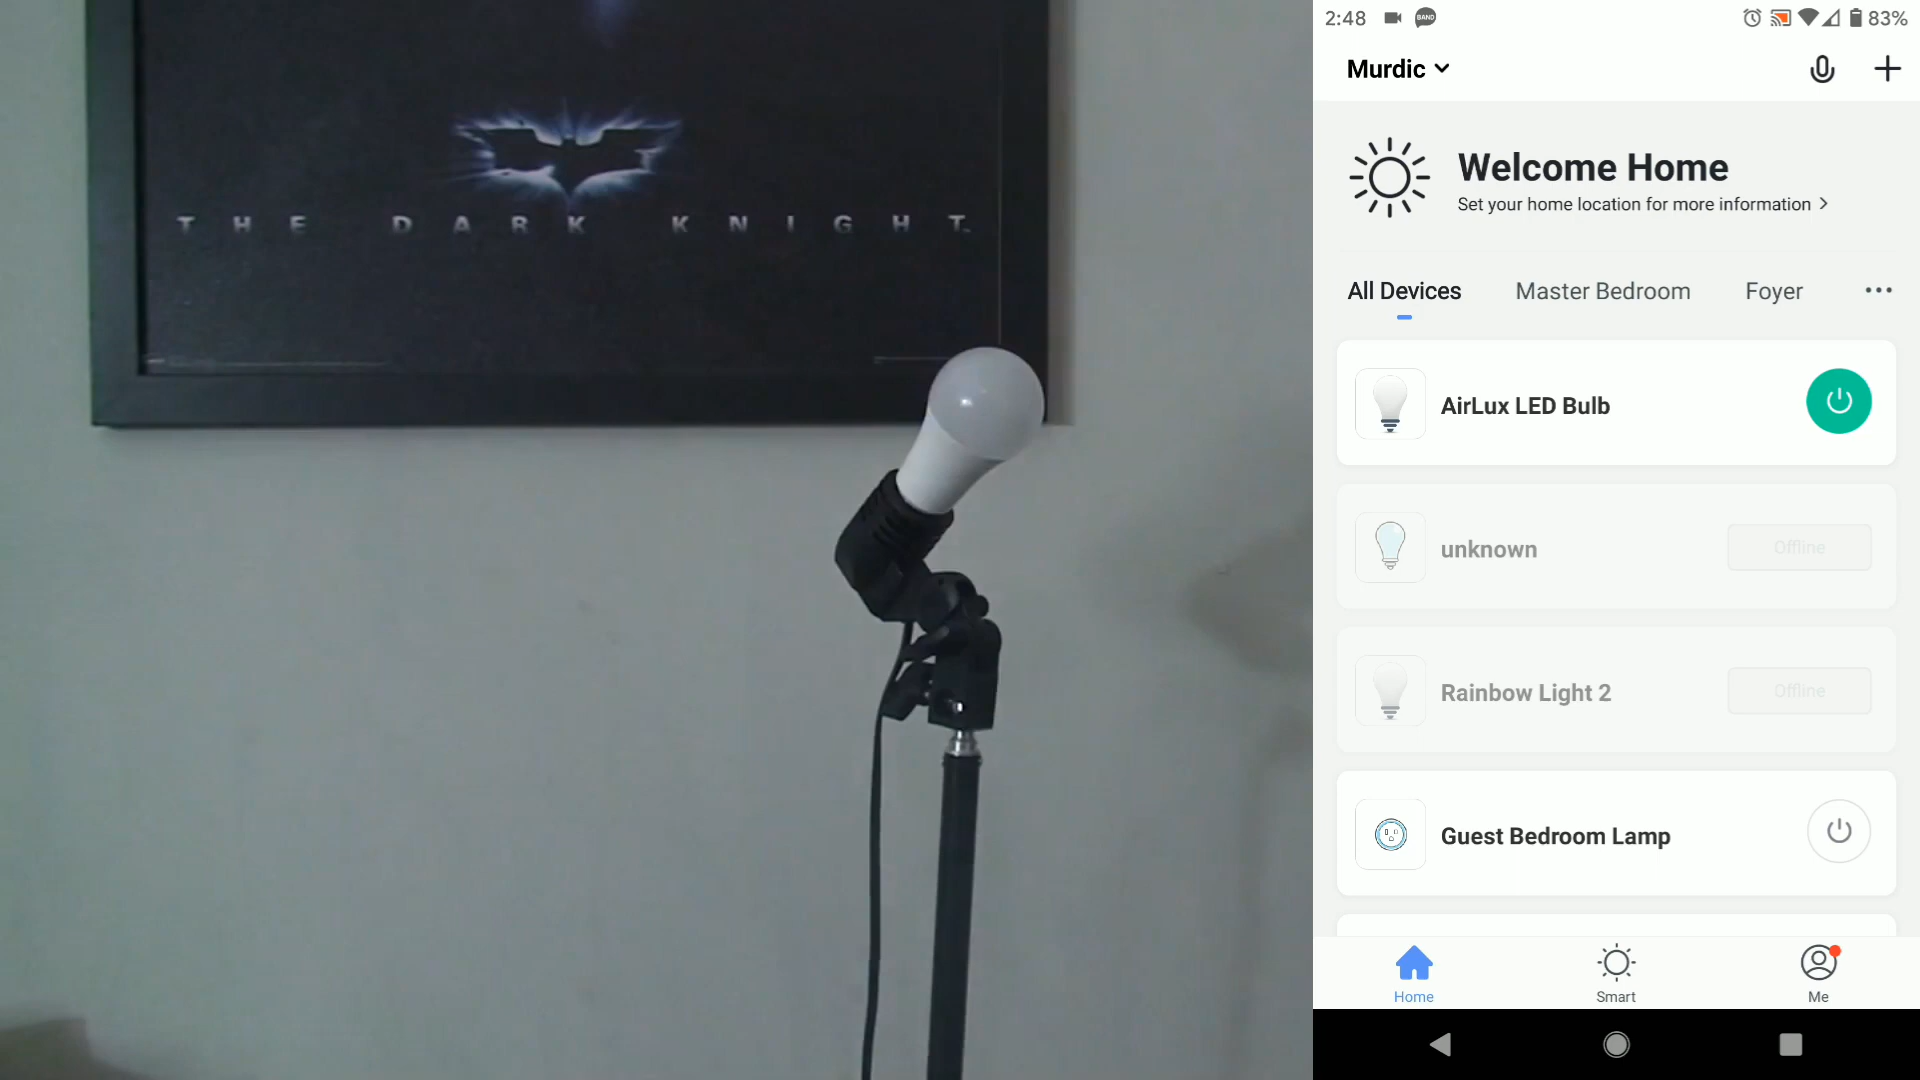 THE DARK KNIGHT
2:48
BAND
83%
Murdic
Welcome Home
Set your home location for more information
All Devices
Master Bedroom
Foyer
AirLux LED Bulb
unknown
Offline
Rainbow Light 2
Offline
Guest Bedroom Lamp
Home
Smart
Me